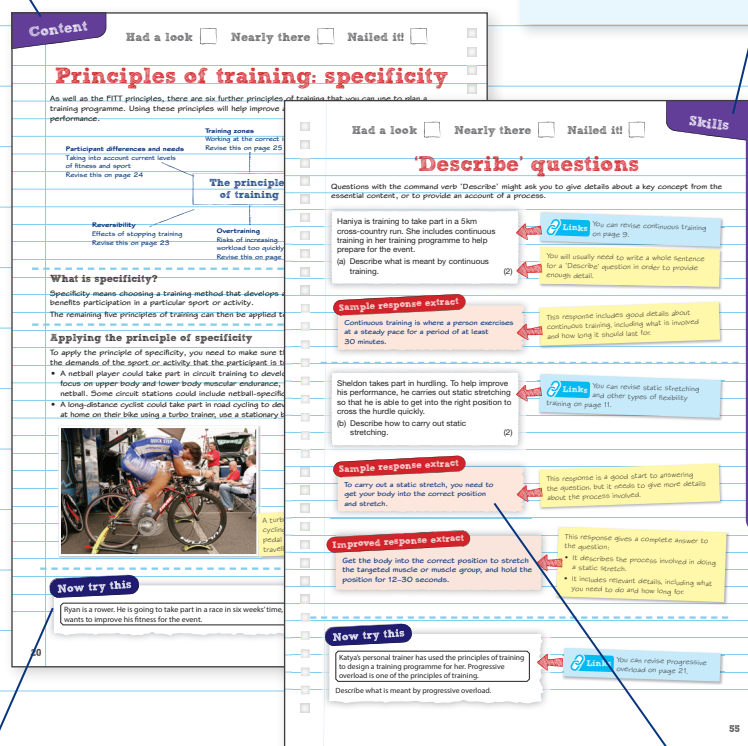 Content
Had a look
Nearly there
Nailed it!
Principles of training: specificity
As well as the FITT principles, there are six further principles of training that you can use to plan a
training programme. Using these principles will help improve
performance.
Training zones
Working at the correct
Revise this on page 25
Participant differences and needs
Taking into account current levels
of fitness and sport
Revise this on page 24
The principle
of training
Reversibility
Effects of stopping training
Revise this on page 23
Overtraining
Risks of increasing
workload too quickly
Revise this on page
What is specificity?
Specificity means choosing a training method that develops
benefits participation in a particular sport or activity.
The remaining five principles of training can then be applied
Applying the principle of specificity
To apply the principle of specificity, you need to make sure
the demands of the sport or activity that the participant is
• A netball player could take part in circuit training to
focus on upper body and lower body muscular endurance,
netball. Some circuit stations could include
• A long-distance cyclist could take part in road cycling to
at home on their bike using a turbo trainer, use a stationary
A
cycling
pedal
Now try this
Ryan is a rower. He is going to take part in a race in six weeks' time,
wants to improve his fitness for the event.
20
Skills
Had a look
Nearly there
Nailed it!
'Describe' questions
Questions with the command verb 'Describe' might ask you to give details about a key concept from the
essential content, or to provide an account of a process.
Haniya is training to take part in a 5km
cross-country run. She includes continuous
training in her training programme to help
prepare for the event.
(a) Describe what is meant by continuous
training. (2)
Links You can revise continuous training
on page 9.
You will usually need to write a whole sentence
for a 'Describe' question in order to provide
enough detail.
Sample response extract
Continuous training is where a person exercises
at a steady pace for a period of at least
30 minutes.
This response includes good details about
continuous training, including what is involved
and how long it should last for.
Sheldon takes part in hurdling. To help improve
his performance, he carries out static stretching
so that he is able to get into the right position to
cross the hurdle quickly.
(b) Describe how to carry out static
stretching. (2)
Links You can revise static stretching
and other types of flexibility
training on page 11.
Sample response extract
To carry out a static stretch, you need to
get your body into the correct position
and stretch.
This response is a good start to answering
the question, but it needs to give more details
about the process involved.
Improved response extract
Get the body into the correct position to stretch
the targeted muscle or muscle group, and hold the
position for 12–30 seconds.
This response gives a complete answer to
the question:
• It describes the process involved in doing
a static stretch.
• It includes relevant details, including what
you need to do and how long for.
Now try this
Katya's personal trainer has used the principles of training
to design a training programme for her. Progressive
overload is one of the principles of training.
Describe what is meant by progressive overload.
Links You can revise progressive
overload on page 21.
55